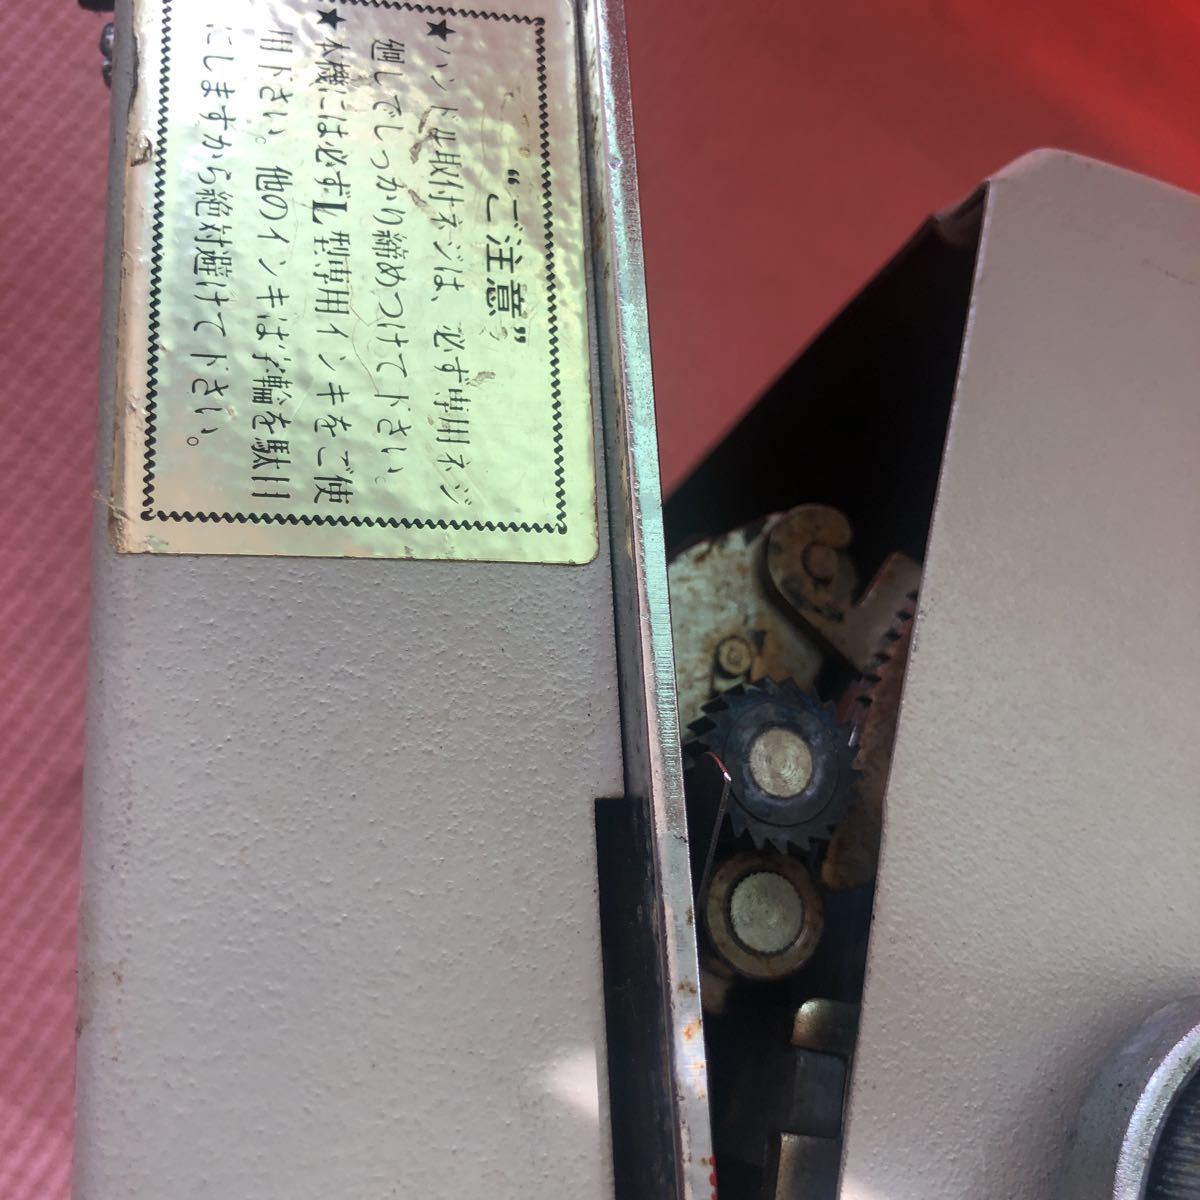 “ご注意”
★ハンドル取付ネジは、必ず専用ネジ
廻しでしっかり締めつけて下さい。
★本機には必ずL型専用インキをご使
用下さい。他のインキは字輪を駄目
にしますから絶対避けて下さい。